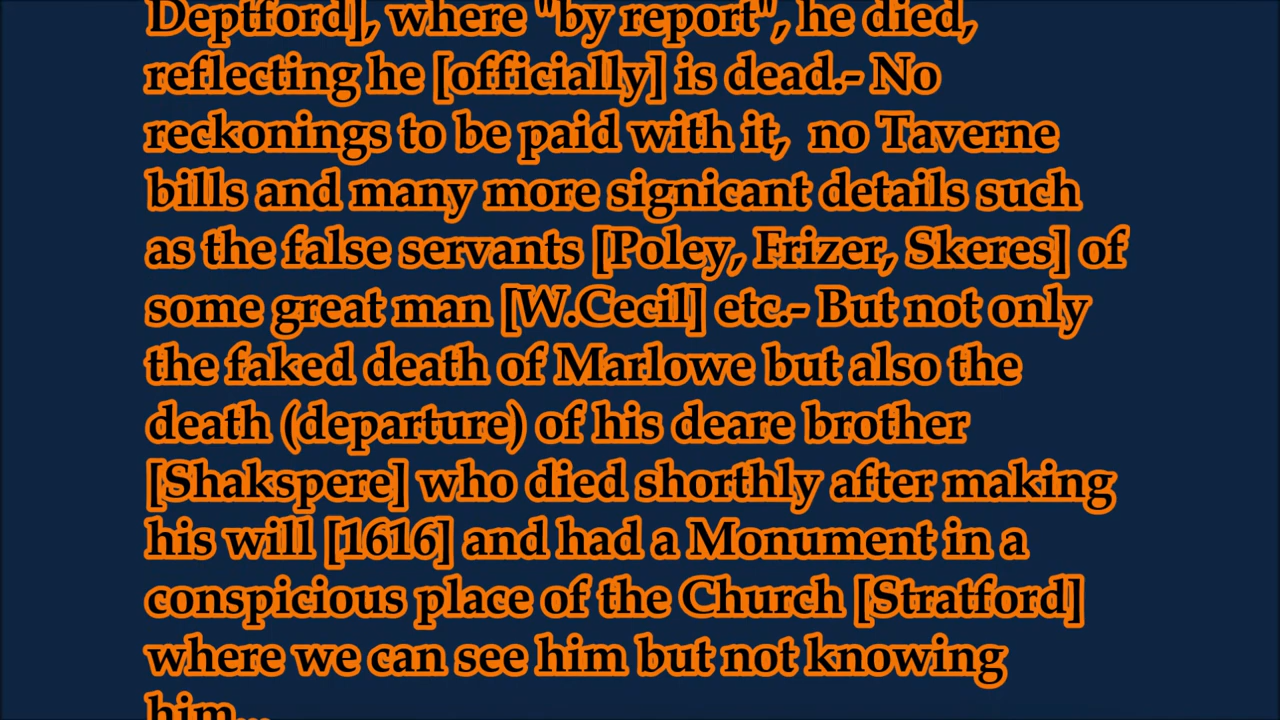 Deptford], where "by report", he died,
reflecting he [officially] is dead.- No
reckonings to be paid with it, no Taverne
bills and many more signicant details such
as the false servants [Poley, Frizer, Skeres] of
some great man [W.Cecil] etc.- But not only
the faked death of Marlowe but also the
death (departure) of his deare brother
[Shakspere] who died shorthly after making
his will [1616] and had a Monument in a
conspicious place of the Church [Stratford]
where we can see him but not knowing
him...